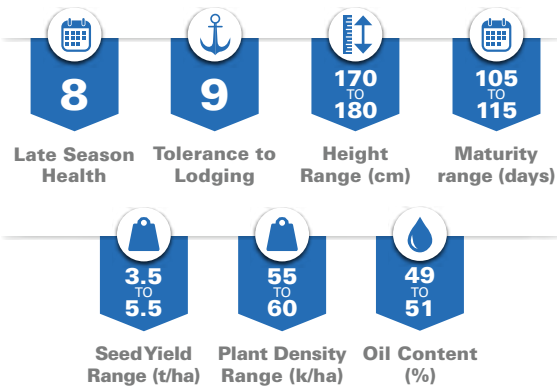 8
Late Season
Health
9
Tolerance to
Lodging
170
TO
180
Height
Range (cm)
105
TO
115
Maturity
range (days)
3.5
TO
5.5
Seed Yield
Range (t/ha)
55
TO
60
Plant Density
Range (k/ha)
49
TO
51
Oil Content
(%)